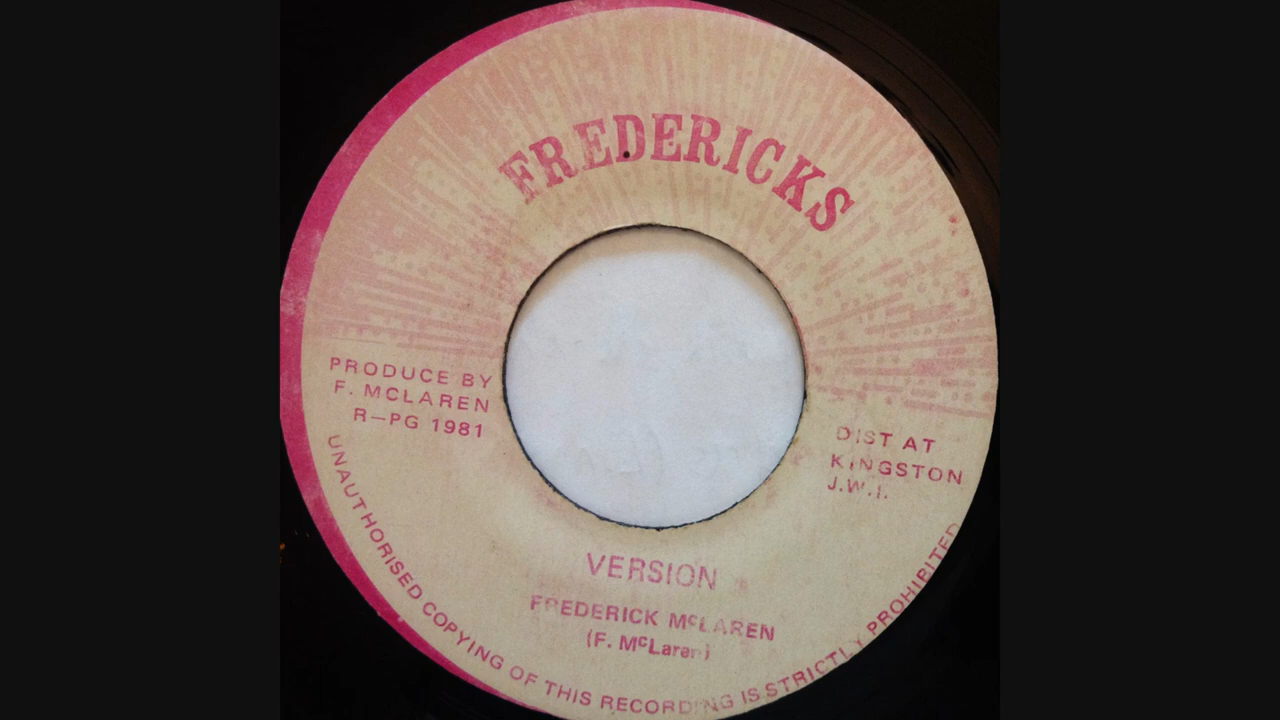 FREDERICKS
PRODUCE BY
F. MCLAREN
R-PG 1981
DIST AT
KINGSTON
J.W.I.
VERSION
FREDERICK McLAREN
(F. McLaren)
UNAUTHORISED COPYING OF THIS RECORDING IS STRICTLY PROHIBITED